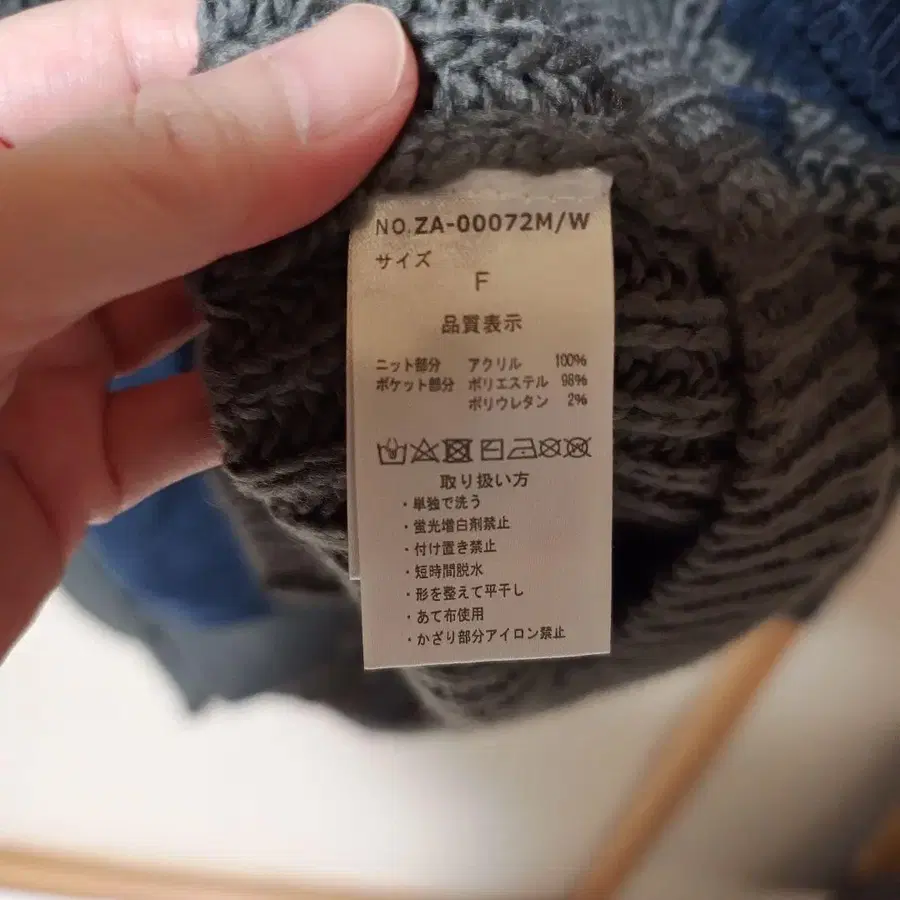 NO.ZA-00072M/W
サイズ
F
品質表示
ニット部分 アクリル 100%
ポケット部分 ポリエステル 98%
ポリウレタン 2%
取り扱い方
・単独で洗う
・蛍光増白剤禁止
・付け置き禁止
・短時間脱水
・形を整えて平干し
・あて布使用
・かざり部分アイロン禁止